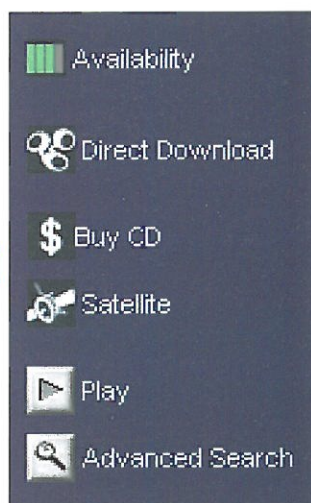 Availability
Direct Download
$ Buy CD
Satellite
Play
Advanced Search